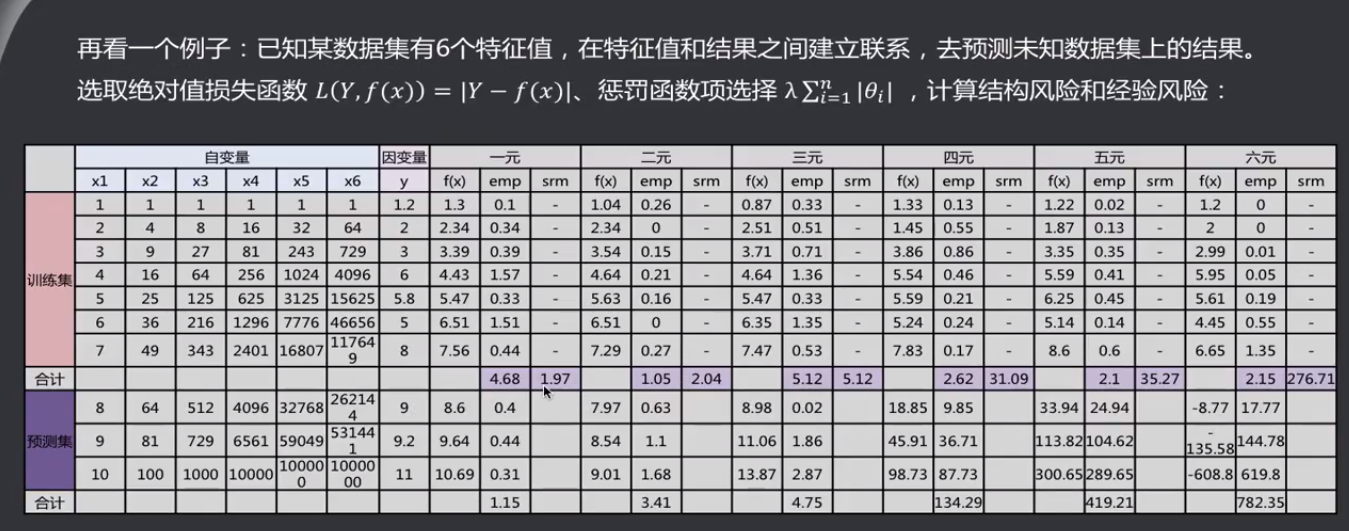 再看一个例子：已知某数据集有6个特征值，在特征值和结果之间建立联系，去预测未知数据集上的结果。
选取绝对值损失函数 L(Y, f(x)) = |Y − f(x)|、惩罚函数项选择 λ∑ⁿᵢ₌₁|θᵢ| ，计算结构风险和经验风险：
自变量 因变量 一元 二元 三元 四元 五元 六元
x1 x2 x3 x4 x5 x6 y f(x) emp srm f(x) emp srm f(x) emp srm f(x) emp srm f(x) emp srm f(x) emp srm
训练集
1 1 1 1 1 1 1.2 1.3 0.1 - 1.04 0.26 - 0.87 0.33 - 1.33 0.13 - 1.22 0.02 - 1.2 0 -
2 4 8 16 32 64 2 2.34 0.34 - 2.34 0 - 2.51 0.51 - 1.45 0.55 - 1.87 0.13 - 2 0 -
3 9 27 81 243 729 3 3.39 0.39 - 3.54 0.15 - 3.71 0.71 - 3.86 0.86 - 3.35 0.35 - 2.99 0.01 -
4 16 64 256 1024 4096 6 4.43 1.57 - 4.64 0.21 - 4.64 1.36 - 5.54 0.46 - 5.59 0.41 - 5.95 0.05 -
5 25 125 625 3125 15625 5.8 5.47 0.33 - 5.63 0.16 - 5.47 0.33 - 5.59 0.21 - 6.25 0.45 - 5.61 0.19 -
6 36 216 1296 7776 46656 5 6.51 1.51 - 6.51 0 - 6.35 1.35 - 5.24 0.24 - 5.14 0.14 - 4.45 0.55 -
7 49 343 2401 16807 117649 8 7.56 0.44 - 7.29 0.27 - 7.47 0.53 - 7.83 0.17 - 8.6 0.6 - 6.65 1.35 -
合计 4.68 1.97 1.05 2.04 5.12 5.12 2.62 31.09 2.1 35.27 2.15 276.71
预测集
8 64 512 4096 32768 262144 9 8.6 0.4 7.97 0.63 8.98 0.02 18.85 9.85 33.94 24.94 -8.77 17.77
9 81 729 6561 59049 531441 9.2 9.64 0.44 8.54 1.1 11.06 1.86 45.91 36.71 113.82 104.62 -135.58 144.78
10 100 1000 10000 100000 1000000 11 10.69 0.31 9.01 1.68 13.87 2.87 98.73 87.73 300.65 289.65 -608.8 619.8
合计 1.15 3.41 4.75 134.29 419.21 782.35